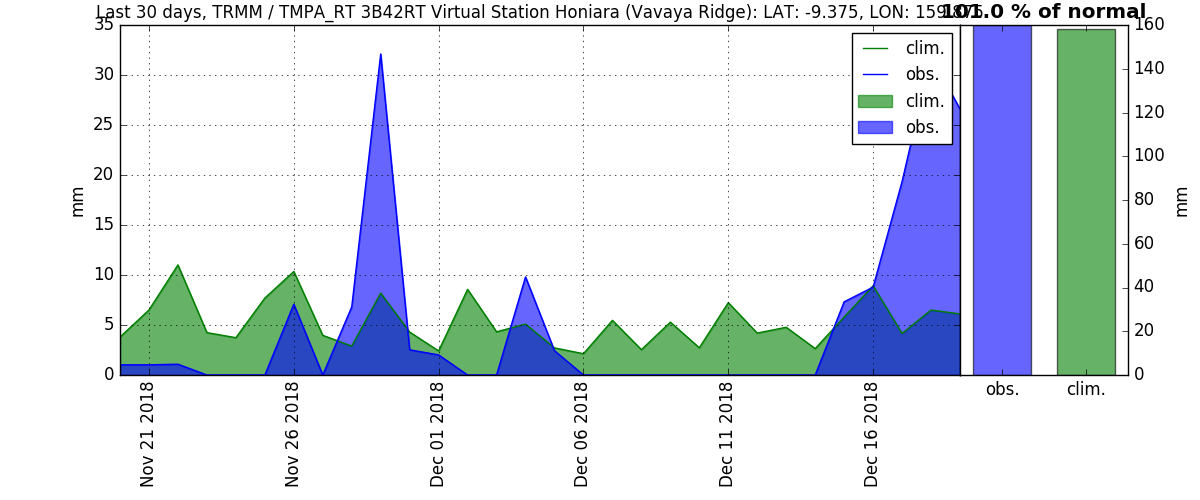 Last 30 days, TRMM / TMPA_RT 3B42RT Virtual Station Honiara (Vavaya Ridge): LAT: -9.375, LON:
101.0 % of normal
35
30
25
20
15
10
5
0
mm
clim.
obs.
clim.
obs.
160
140
120
100
80
60
40
20
0
mm
Nov 21 2018
Nov 26 2018
Dec 01 2018
Dec 06 2018
Dec 11 2018
Dec 16 2018
obs.
clim.